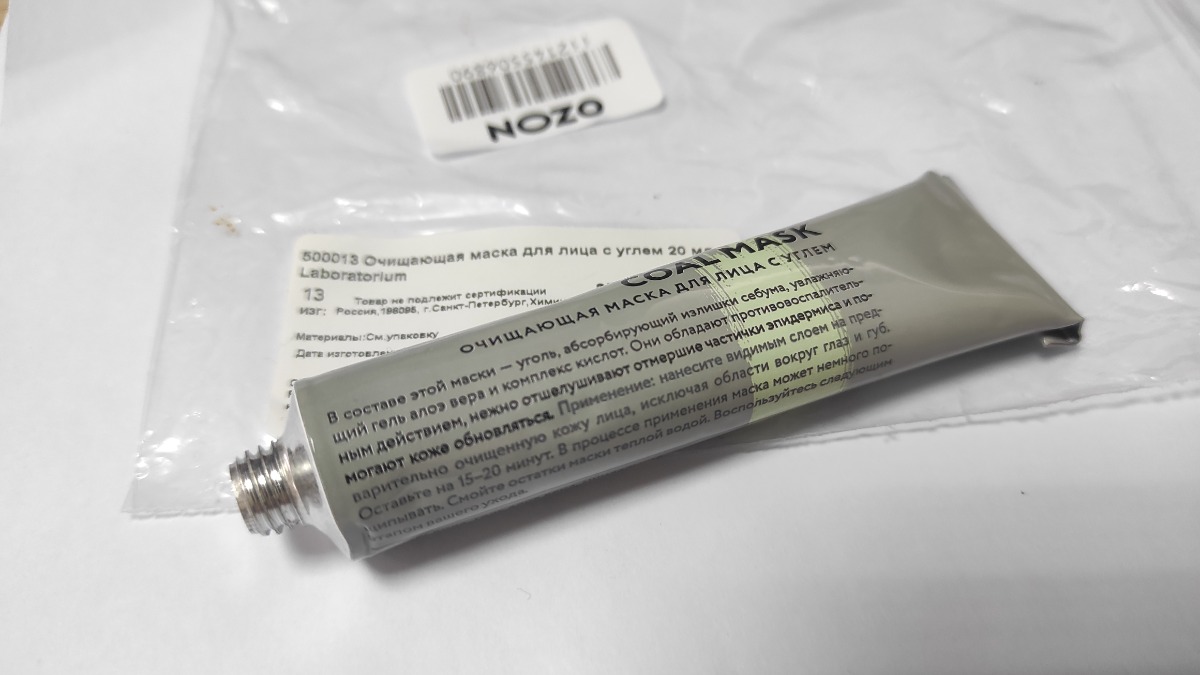 OZON
500013 Очищающая маска для лица с углем 20
Laboratorium
13 Товар не подлежит сертификации
ИЗГ: Россия,198095, г.Санкт-Петербург,
Материалы:См.упаковку
Дата
COAL MASK
ОЧИЩАЮЩАЯ МАСКА ДЛЯ ЛИЦА С УГЛЕМ
В составе этой маски — уголь, абсорбирующий излишки себума, увлажняю-
щий гель алоэ вера и комплекс кислот. Они обладают противовоспалитель-
ным действием, нежно отшелушивают отмершие частички эпидермиса и по-
могают коже обновляться. Применение: нанесите видимым слоем на пред-
варительно очищенную кожу лица, исключая области вокруг глаз и губ.
Оставьте на 15–20 минут. В процессе применения маска может немного по-
щипывать. Смойте остатки маски теплой водой. Воспользуйтесь следующим
этапом вашего ухода.